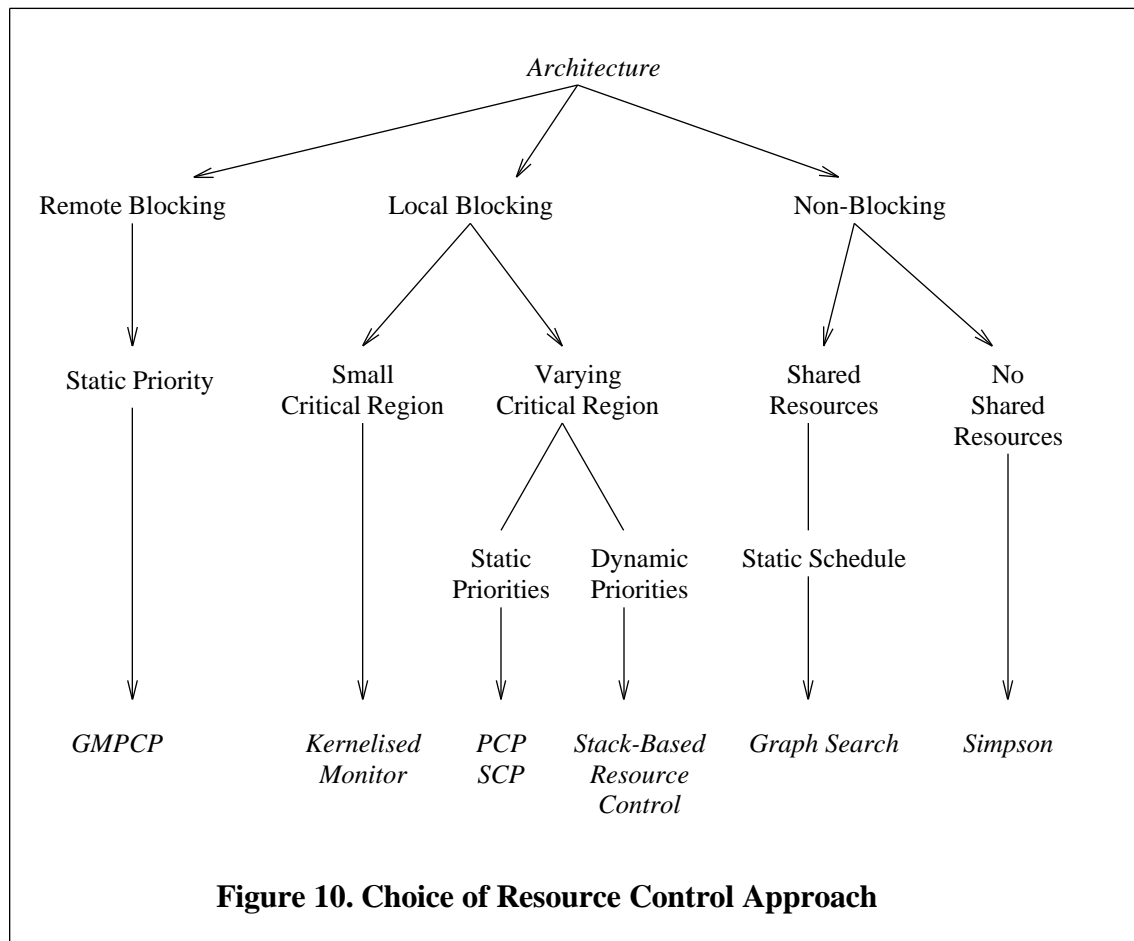 Architecture
Remote Blocking
Local Blocking
Non-Blocking
Static Priority
Small
Critical Region
Varying
Critical Region
Shared
Resources
No
Shared
Resources
Static
Priorities
Dynamic
Priorities
Static Schedule
GMPCP
Kernelised
Monitor
PCP
SCP
Stack-Based
Resource
Control
Graph Search
Simpson
Figure 10. Choice of Resource Control Approach